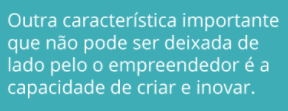 Outra característica importante
que não pode ser deixada de
lado pelo o empreendedor é a
capacidade de criar e inovar.